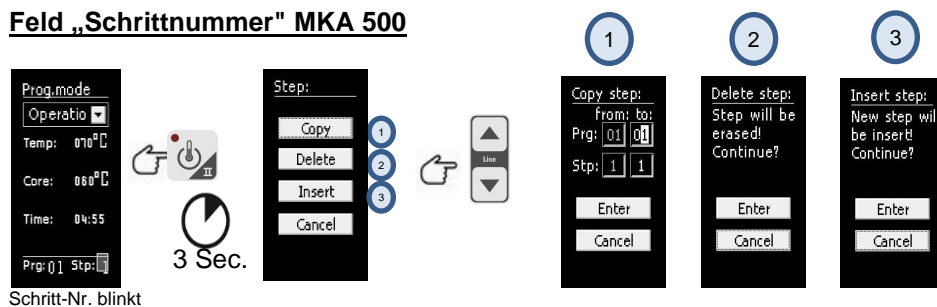 Feld „Schrittnummer" MKA 500
1
2
3
Prog.mode
Operatio
Temp: 070°C
Core: 060°C
Time: 04:55
Prg: 01 Stp: 1
Schritt-Nr. blinkt
II
3 Sec.
Step:
Copy
Delete
Insert
Cancel
1
2
3
Line
Copy step:
from: to:
Prg: 01 01
Stp: 1 1
Enter
Cancel
Delete step:
Step will be
erased!
Continue?
Enter
Cancel
Insert step:
New step wil
be insert!
Continue?
Enter
Cancel